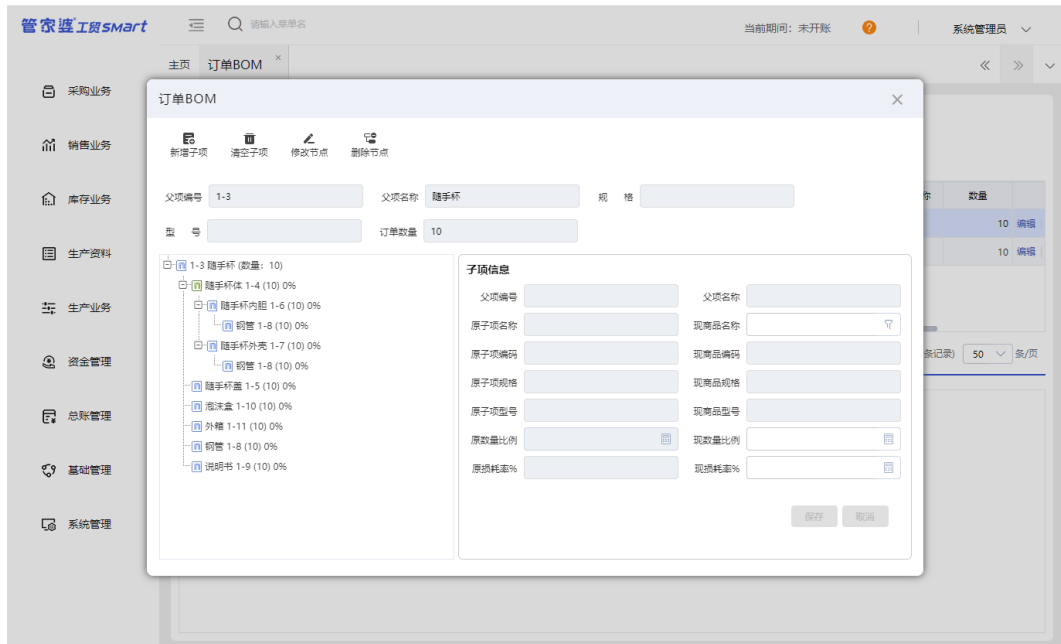 管家婆工贸smart 请输入菜单名 当前期间：未开账 ? 系统管理员
主页 订单BOM
采购业务
销售业务
库存业务
生产资料
生产业务
资金管理
总账管理
基础管理
系统管理
订单BOM
新增子项 清空子项 修改节点 删除节点
父项编号 1-3 父项名称 随手杯 规 格
型 号 订单数量 10
1-3 随手杯 (数量：10)
随手杯体 1-4 (10) 0%
随手杯内胆 1-6 (10) 0%
钢管 1-8 (10) 0%
随手杯外壳 1-7 (10) 0%
钢管 1-8 (10) 0%
随手杯盖 1-5 (10) 0%
泡沫盒 1-10 (10) 0%
外箱 1-11 (10) 0%
钢管 1-8 (10) 0%
说明书 1-9 (10) 0%
子项信息
父项编号 父项名称
原子项名称 现商品名称
原子项编码 现商品编码
原子项规格 现商品规格
原子项型号 现商品型号
原数量比例 现数量比例
原损耗率% 现损耗率%
保存 取消
数量
10 编辑
10 编辑
条记录) 50 条/页